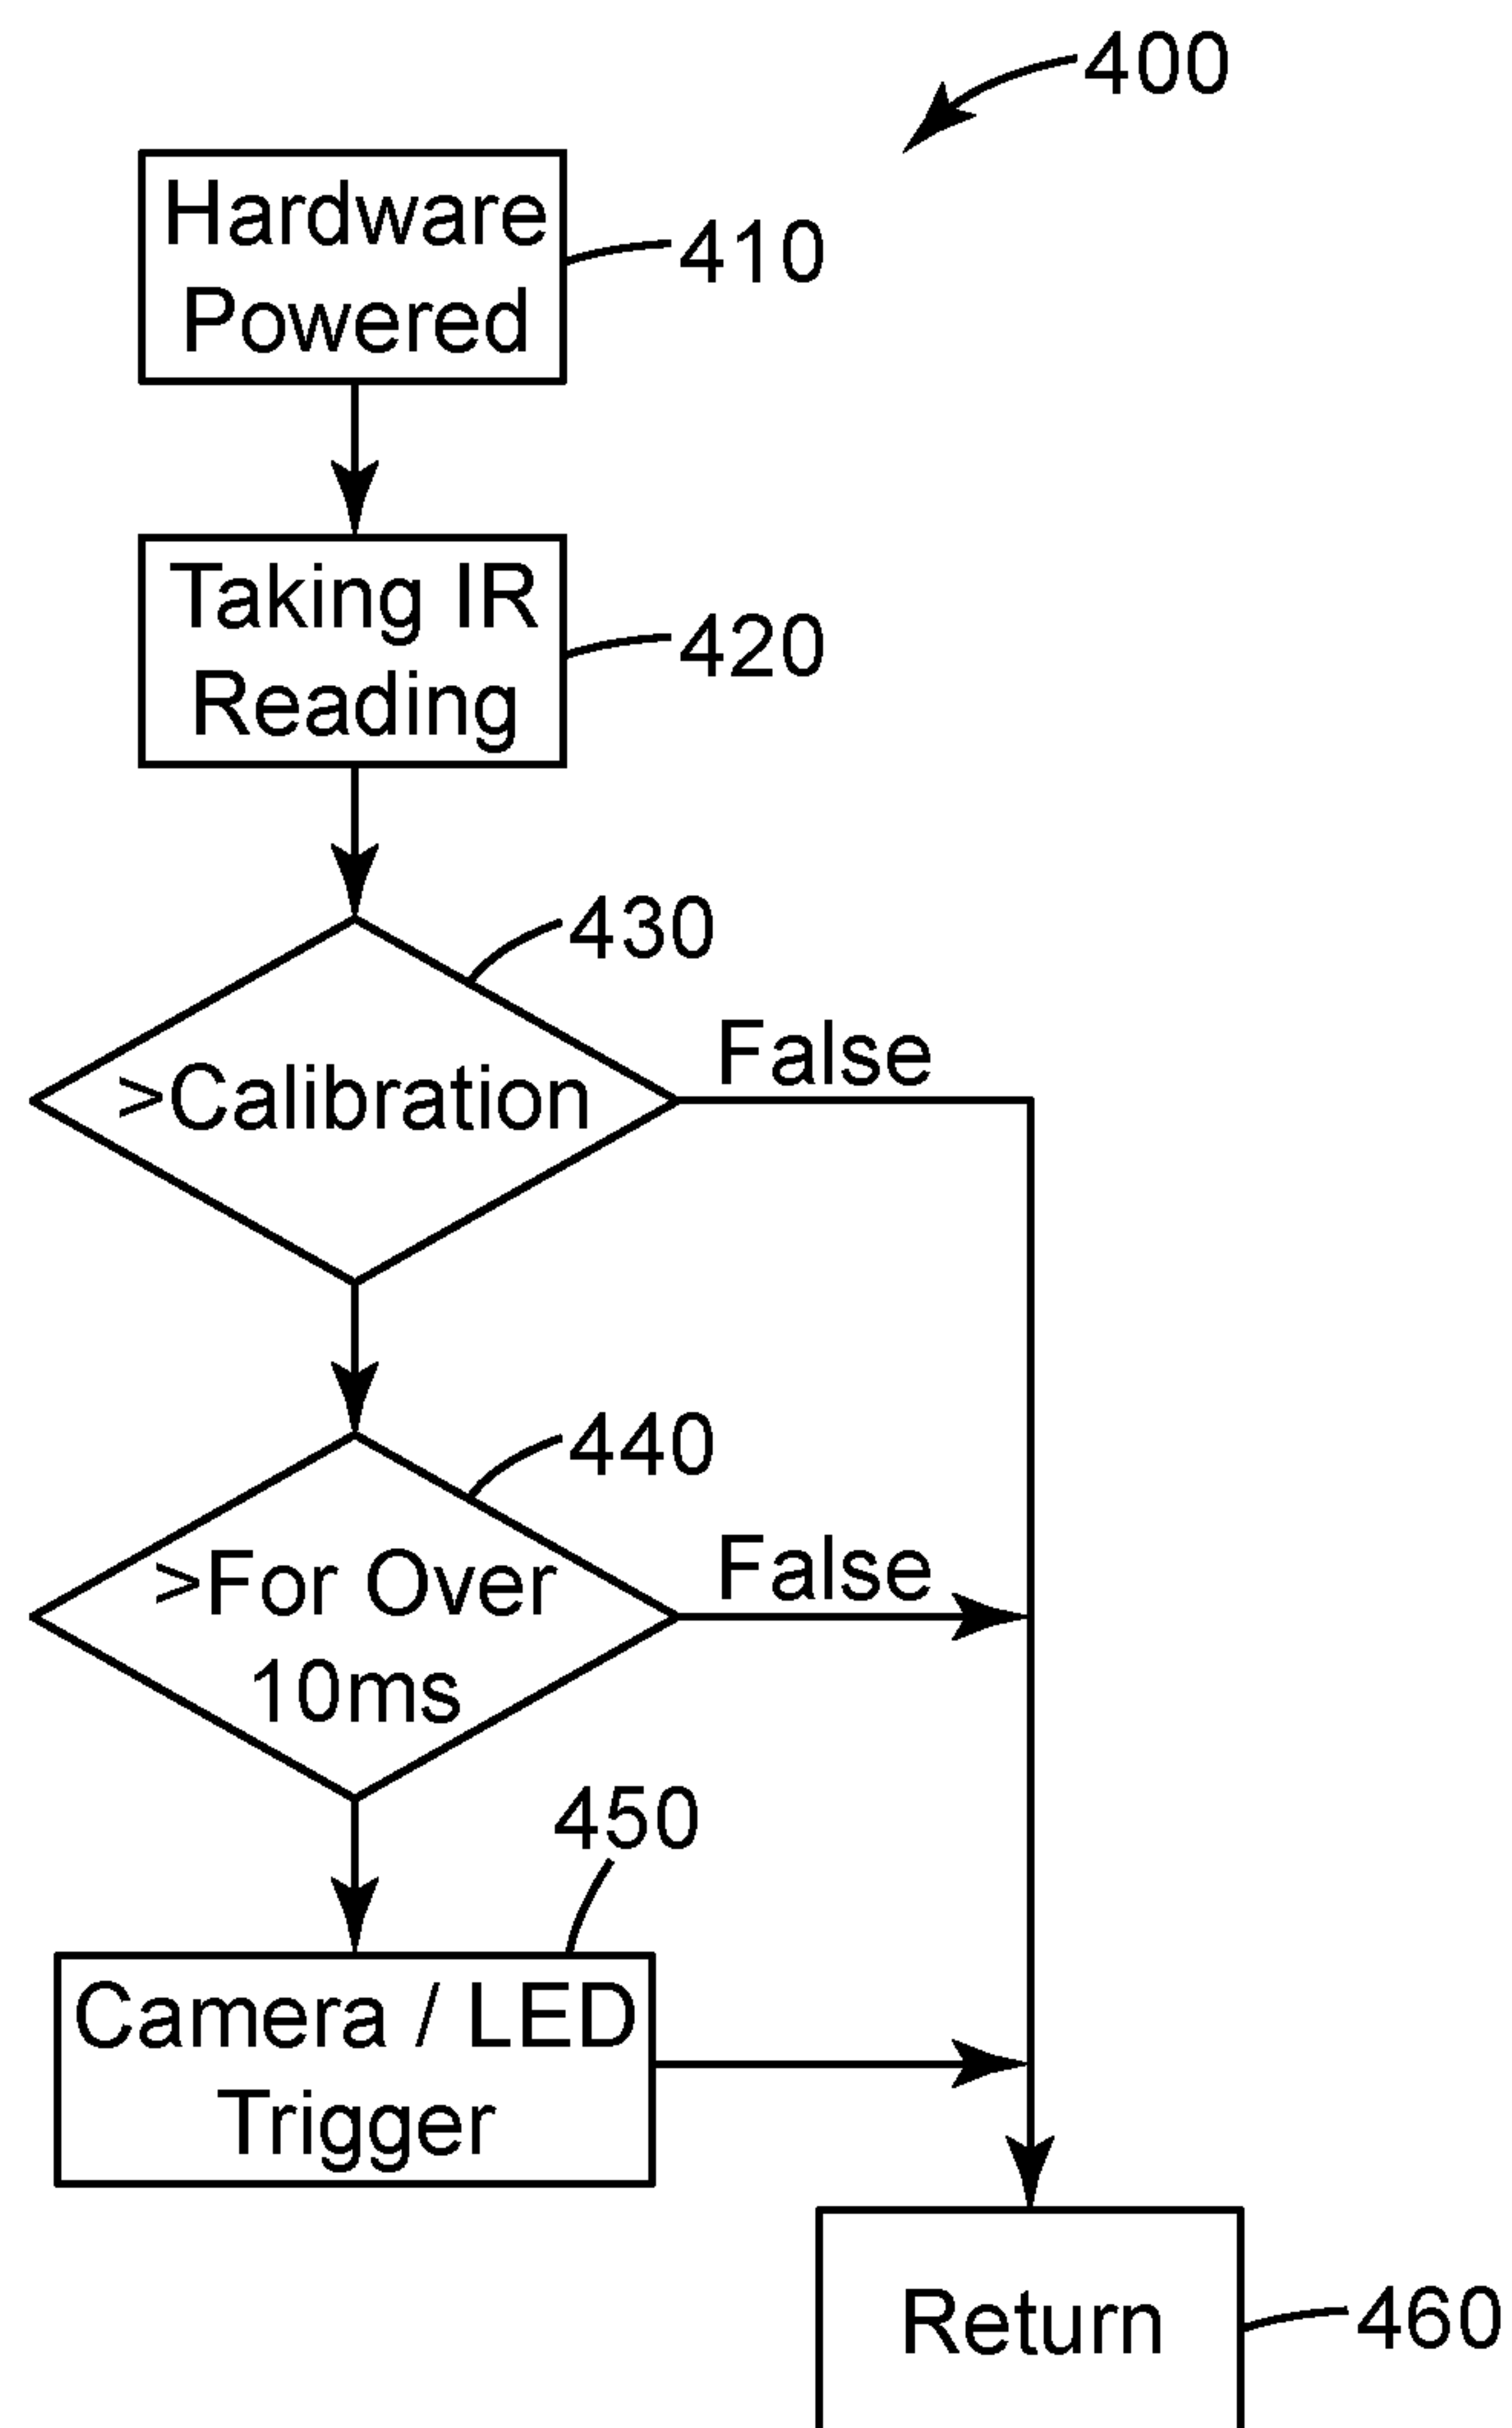 400
Hardware
Powered
410
Taking IR
Reading
420
430
>Calibration
False
440
>For Over
10ms
False
450
Camera / LED
Trigger
Return
460